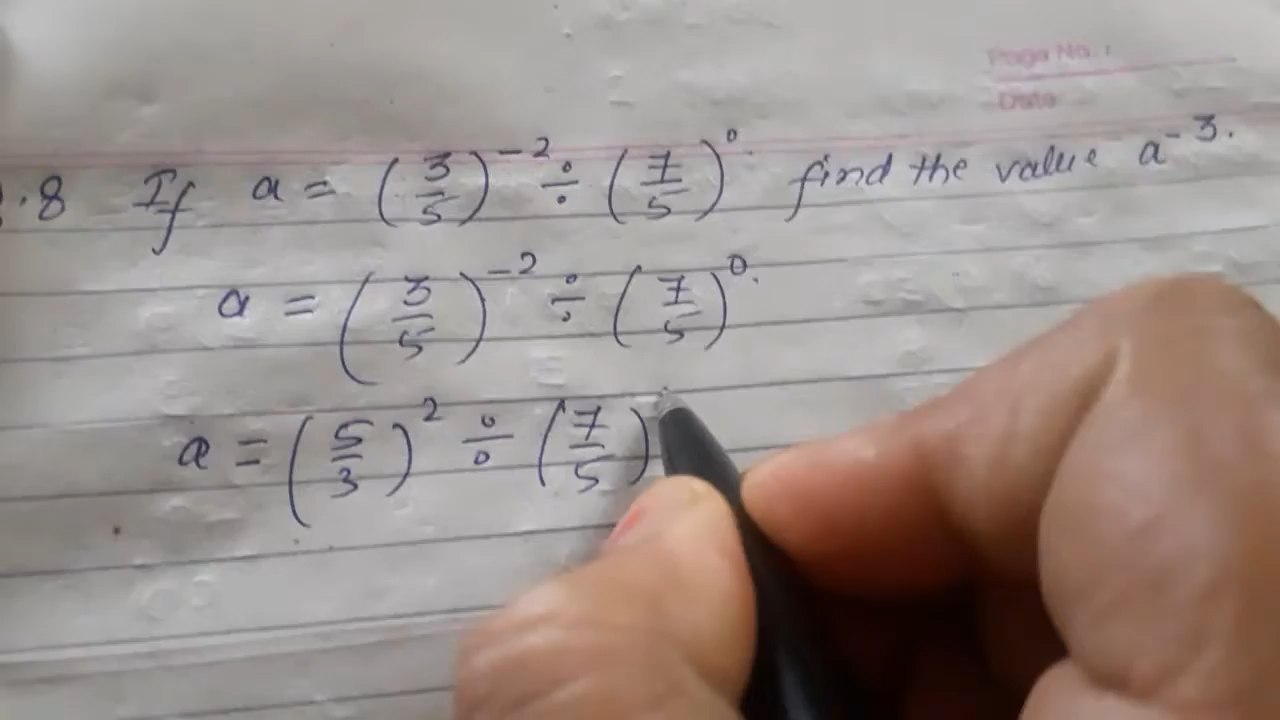 Page No. :
Date
.8 If a = (3/5)^-2 ÷ (7/5)^0. find the value a^-3.
a = (3/5)^-2 ÷ (7/5)^0.
a = (5/3)^2 ÷ (7/5)